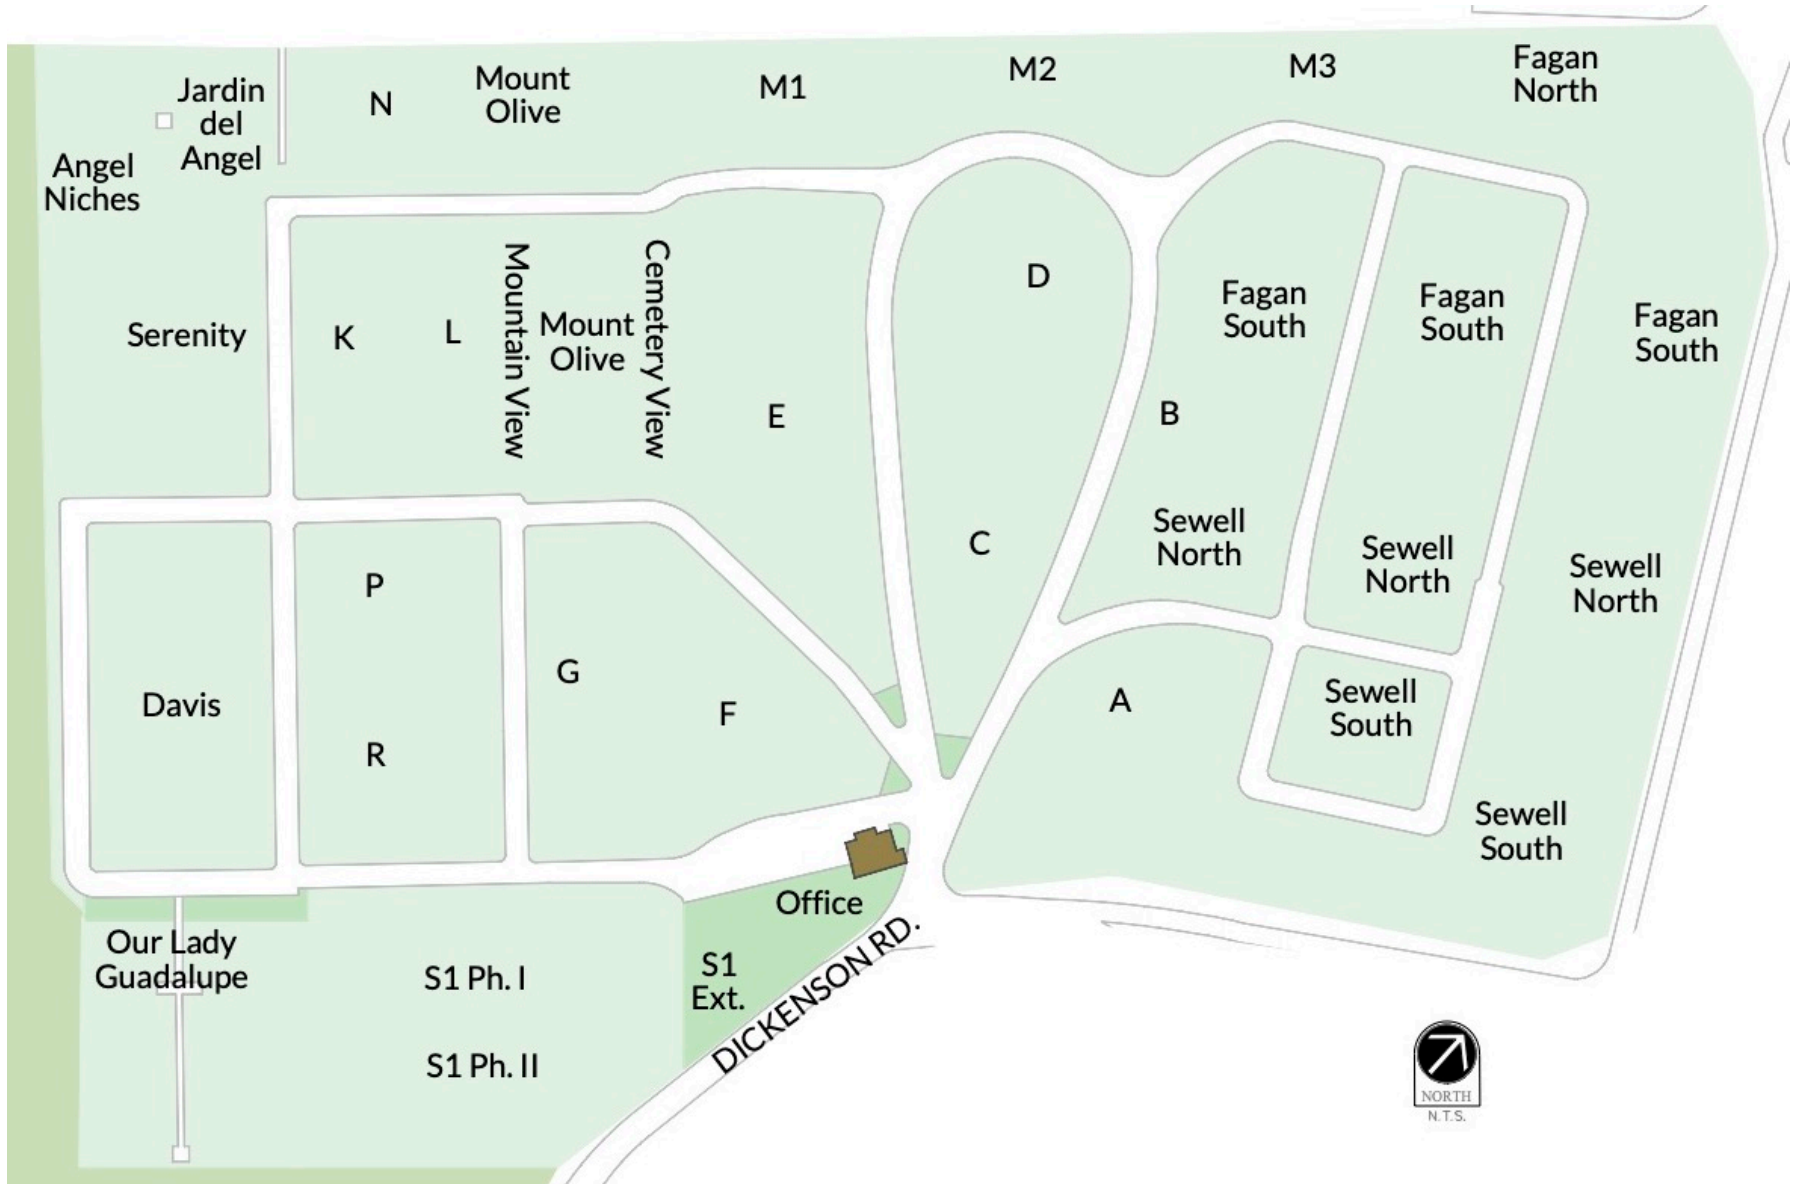 Jardin
del
Angel
N
Mount
Olive
M1
M2
M3
Fagan
North
Angel
Niches
Serenity
K
L
Mountain View
Mount
Olive
Cemetery View
E
D
Fagan
South
Fagan
South
Fagan
South
B
C
Sewell
North
Sewell
North
Sewell
North
P
Davis
R
G
F
A
Sewell
South
Sewell
South
Office
Our Lady
Guadalupe
S1 Ph. I
S1
Ext.
DICKENSON RD.
S1 Ph. II
NORTH
N.T.S.